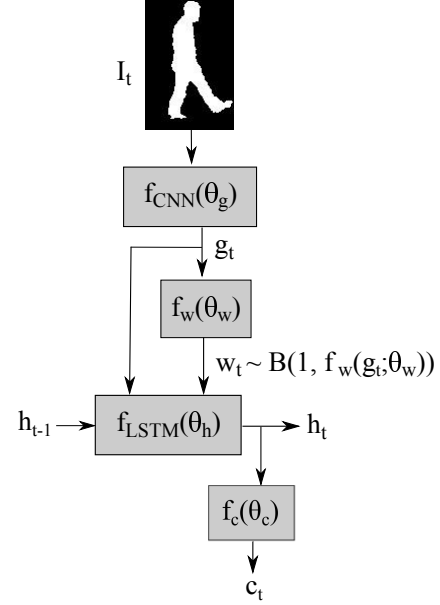 I_t
f_CNN(θ_g)
g_t
f_w(θ_w)
w_t ~ B(1, f_w(g_t;θ_w))
h_t-1
f_LSTM(θ_h)
h_t
f_c(θ_c)
c_t